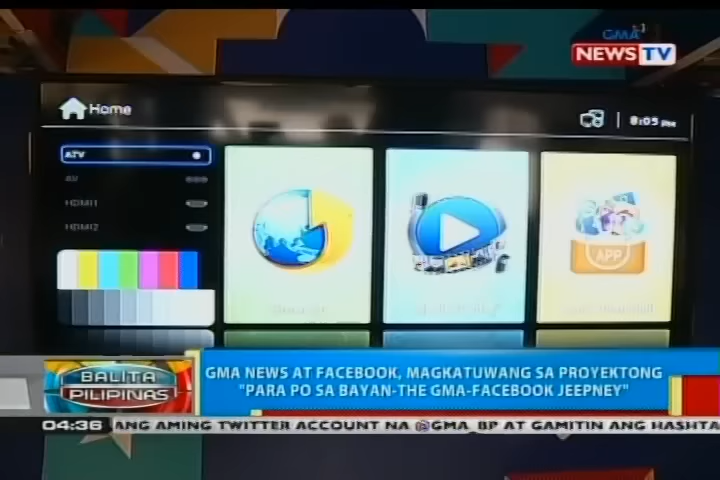 GMA
NEWS TV
Home
8:05 PM
ATV
AV
HDMI1
HDMI2
APP
GMA NEWS AT FACEBOOK, MAGKATUWANG SA PROYEKTONG
"PARA PO SA BAYAN-THE GMA-FACEBOOK JEEPNEY"
BALITA
PILIPINAS
04:36
ANG AMING TWITTER ACCOUNT NA @GMA_BP AT GAMITIN ANG HASHTA